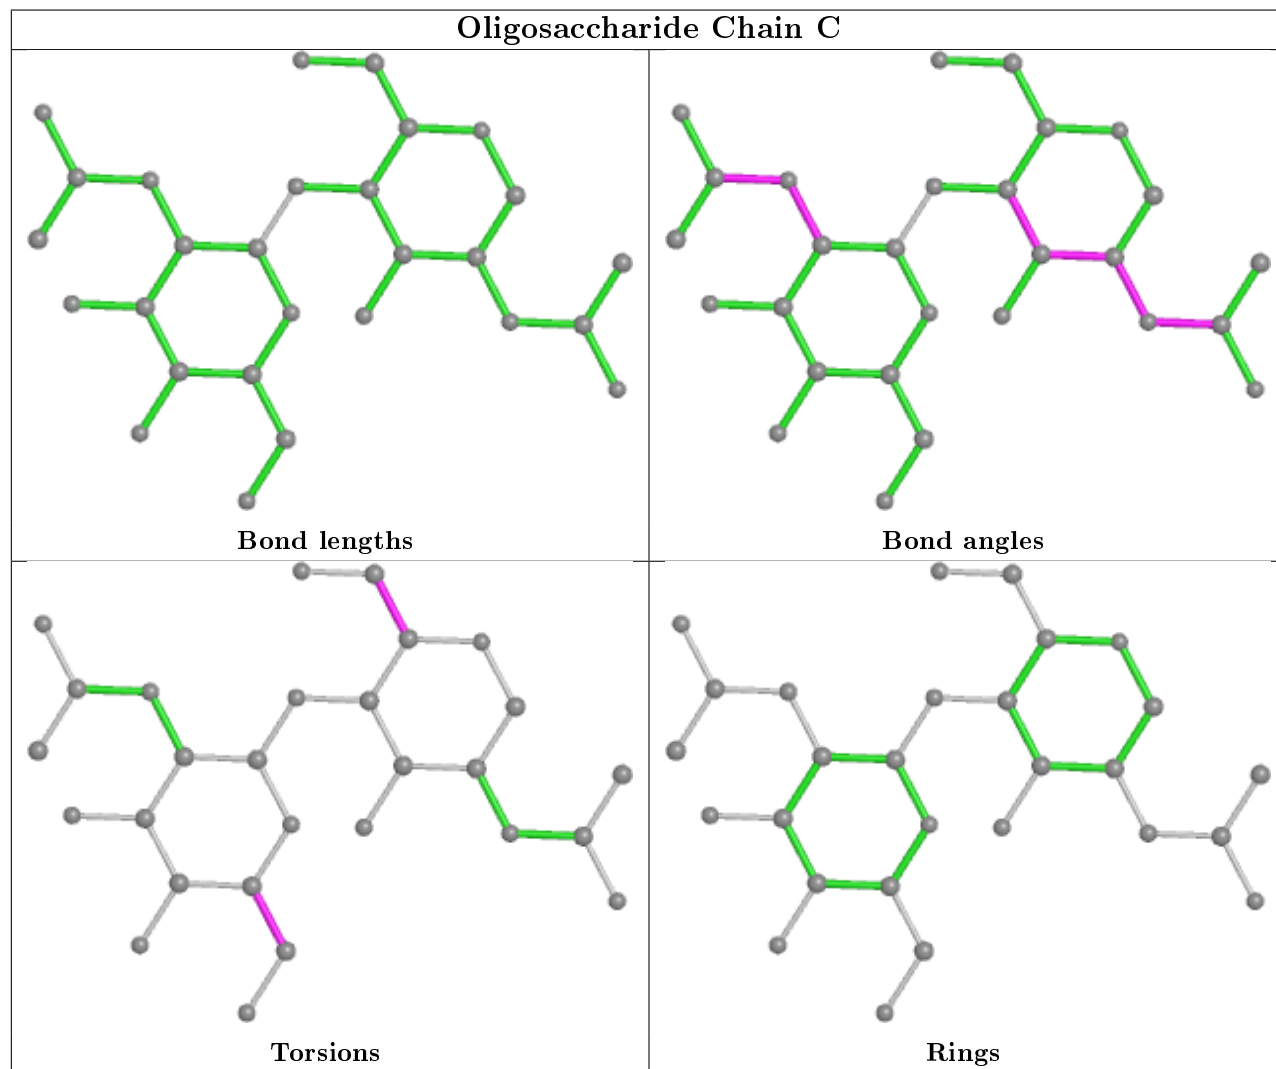 Oligosaccharide Chain C
Bond lengths
Bond angles
Torsions
Rings